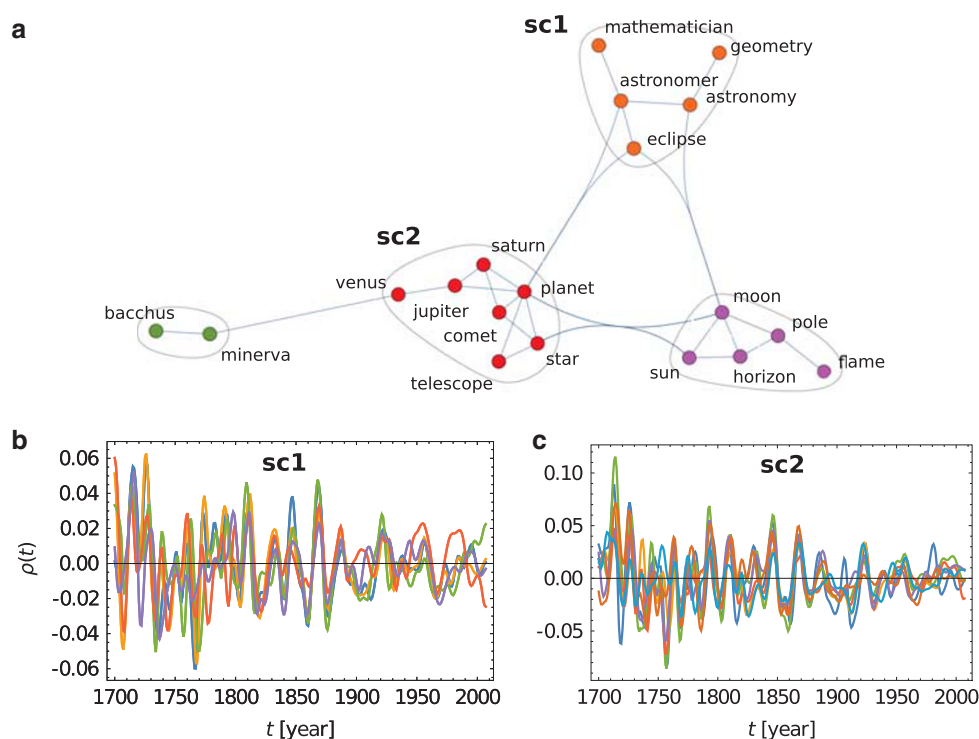 a
sc1
mathematician
geometry
astronomer
astronomy
eclipse
sc2
saturn
venus
planet
jupiter
comet
star
telescope
bacchus
minerva
moon
pole
sun
horizon
flame
b
sc1
0.06
0.04
0.02
0.00
-0.02
-0.04
-0.06
ρ(t)
1700 1750 1800 1850 1900 1950 2000
t [year]
c
sc2
0.10
0.05
0.00
-0.05
1700 1750 1800 1850 1900 1950 2000
t [year]